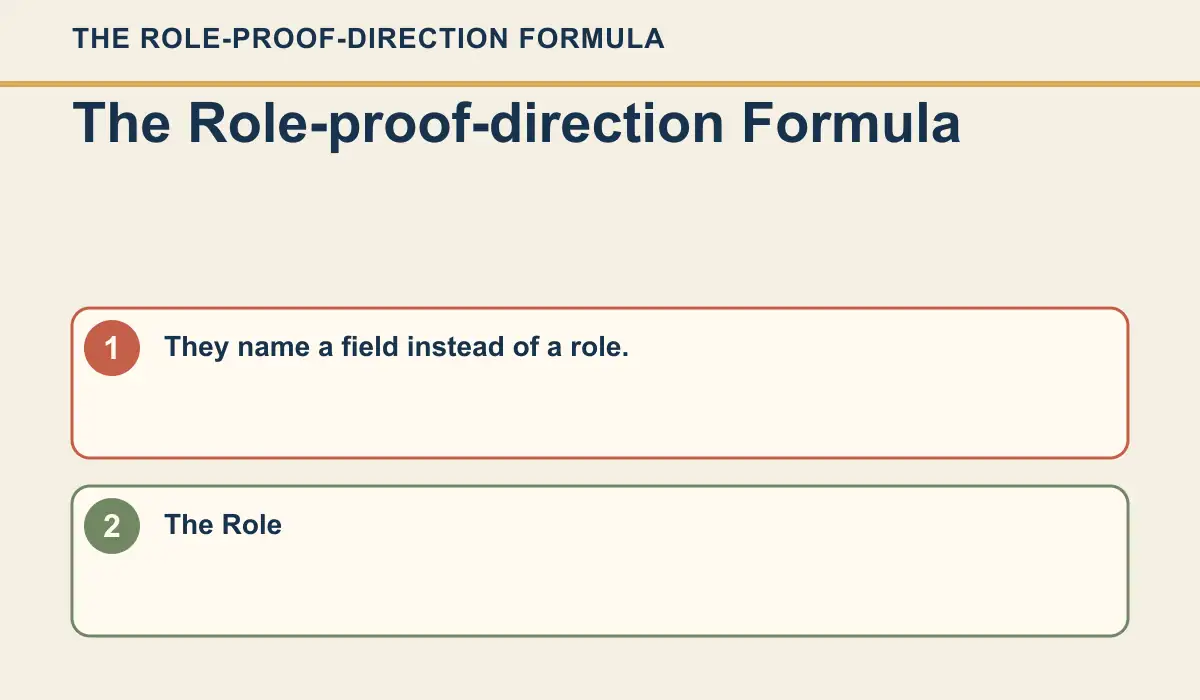 THE ROLE-PROOF-DIRECTION FORMULA
The Role-proof-direction Formula
1 They name a field instead of a role.
2 The Role